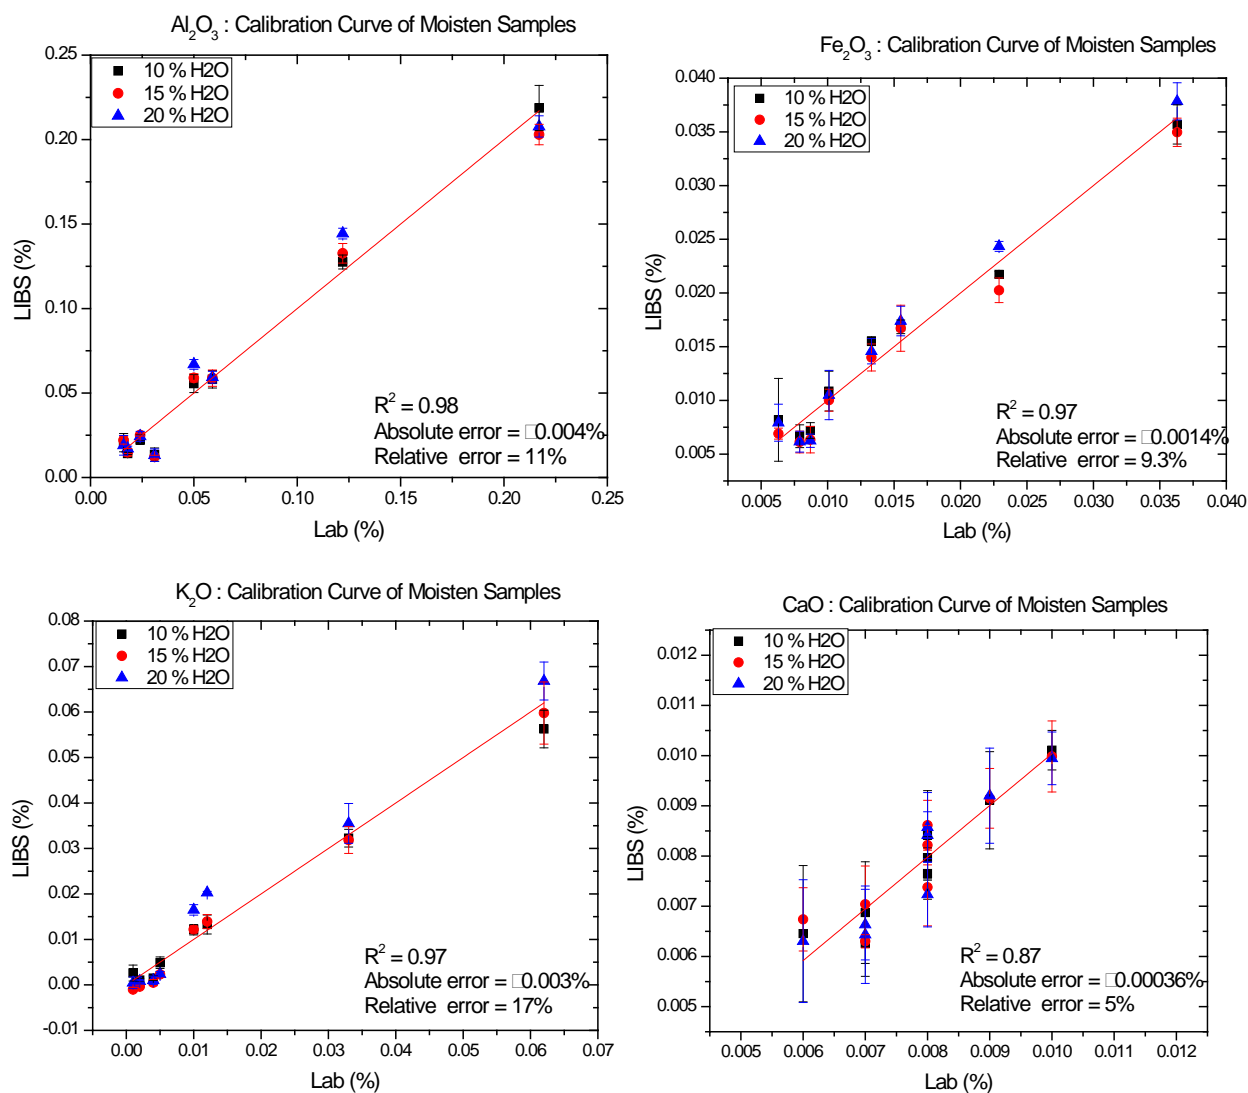 Al2O3 : Calibration Curve of Moisten Samples
10 % H2O
15 % H2O
20 % H2O
0.25
0.20
0.15
0.10
0.05
0.00
LIBS (%)
R2 = 0.98
Absolute error = □0.004%
Relative error = 11%
0.00 0.05 0.10 0.15 0.20 0.25
Lab (%)
Fe2O3 : Calibration Curve of Moisten Samples
10 % H2O
15 % H2O
20 % H2O
0.040
0.035
0.030
0.025
0.020
0.015
0.010
0.005
LIBS (%)
R2 = 0.97
Absolute error = □0.0014%
Relative error = 9.3%
0.005 0.010 0.015 0.020 0.025 0.030 0.035 0.040
Lab (%)
K2O : Calibration Curve of Moisten Samples
10 % H2O
15 % H2O
20 % H2O
0.08
0.07
0.06
0.05
0.04
0.03
0.02
0.01
0.00
-0.01
LIBS (%)
R2 = 0.97
Absolute error = □0.003%
Relative error = 17%
0.00 0.01 0.02 0.03 0.04 0.05 0.06 0.07
Lab (%)
CaO : Calibration Curve of Moisten Samples
10 % H2O
15 % H2O
20 % H2O
0.012
0.011
0.010
0.009
0.008
0.007
0.006
0.005
LIBS (%)
R2 = 0.87
Absolute error = □0.00036%
Relative error = 5%
0.005 0.006 0.007 0.008 0.009 0.010 0.011 0.012
Lab (%)